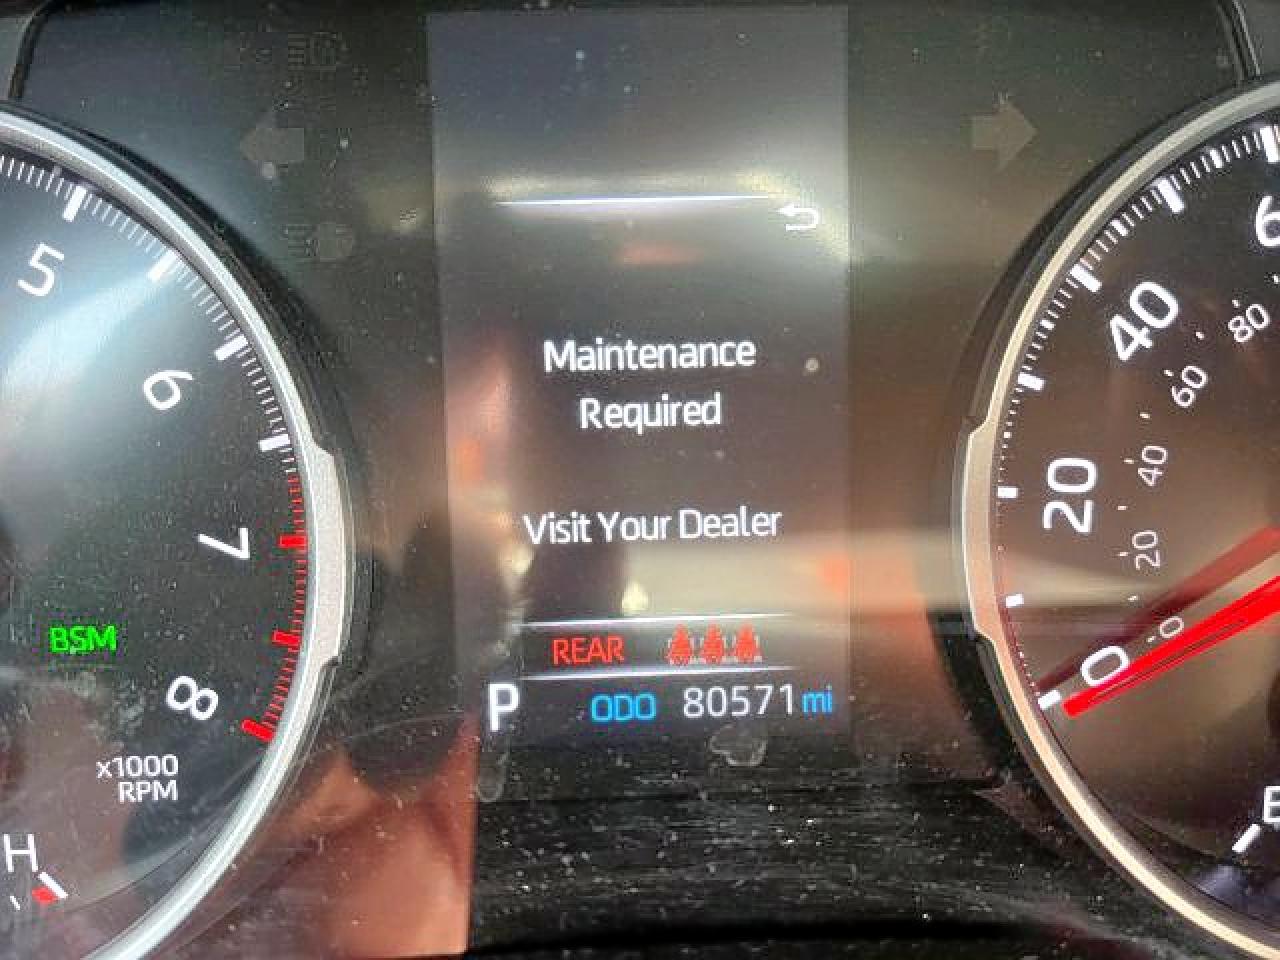 5
6
7
8
x1000
RPM
H
BSM
Maintenance
Required
Visit Your Dealer
REAR
P ODO 80571 mi
0
20
40
6
0
20
40
60
80
E